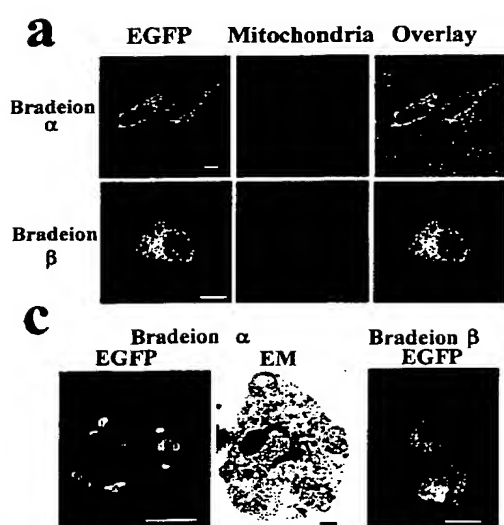 a
EGFP Mitochondria Overlay
Bradeion
α
Bradeion
β
c
Bradeion α Bradeion β
EGFP EM EGFP